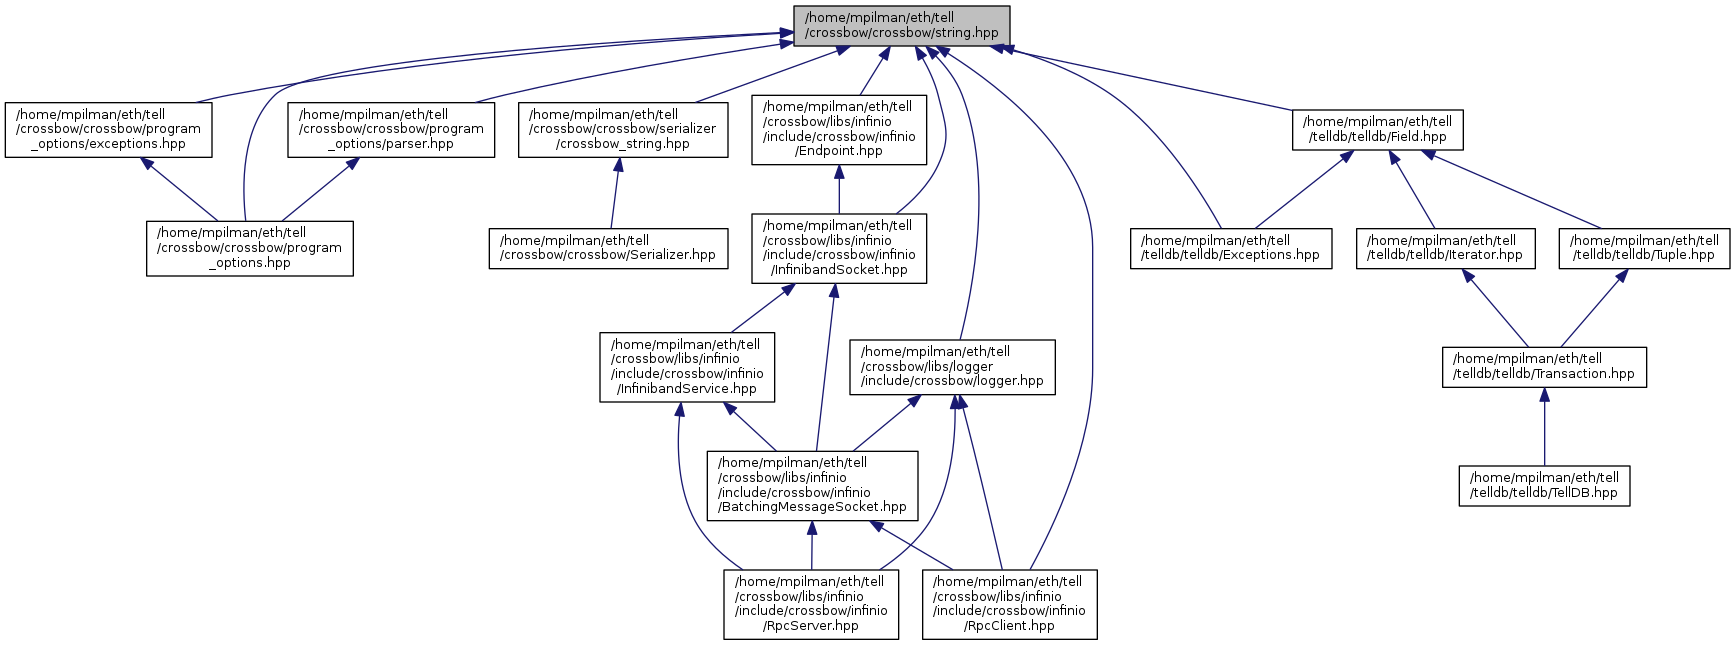 /home/mpilman/eth/tell
/crossbow/crossbow/string.hpp
/home/mpilman/eth/tell
/crossbow/crossbow/program
_options/exceptions.hpp
/home/mpilman/eth/tell
/crossbow/crossbow/program
_options/parser.hpp
/home/mpilman/eth/tell
/crossbow/crossbow/serializer
/crossbow_string.hpp
/home/mpilman/eth/tell
/crossbow/libs/infinio
/include/crossbow/infinio
/Endpoint.hpp
/home/mpilman/eth/tell
/telldb/telldb/Field.hpp
/home/mpilman/eth/tell
/crossbow/crossbow/program
_options.hpp
/home/mpilman/eth/tell
/crossbow/crossbow/Serializer.hpp
/home/mpilman/eth/tell
/crossbow/libs/infinio
/include/crossbow/infinio
/InfinibandSocket.hpp
/home/mpilman/eth/tell
/telldb/telldb/Exceptions.hpp
/home/mpilman/eth/tell
/telldb/telldb/Iterator.hpp
/home/mpilman/eth/tell
/telldb/telldb/Tuple.hpp
/home/mpilman/eth/tell
/crossbow/libs/infinio
/include/crossbow/infinio
/InfinibandService.hpp
/home/mpilman/eth/tell
/crossbow/libs/logger
/include/crossbow/logger.hpp
/home/mpilman/eth/tell
/telldb/telldb/Transaction.hpp
/home/mpilman/eth/tell
/crossbow/libs/infinio
/include/crossbow/infinio
/BatchingMessageSocket.hpp
/home/mpilman/eth/tell
/telldb/telldb/TellDB.hpp
/home/mpilman/eth/tell
/crossbow/libs/infinio
/include/crossbow/infinio
/RpcServer.hpp
/home/mpilman/eth/tell
/crossbow/libs/infinio
/include/crossbow/infinio
/RpcClient.hpp